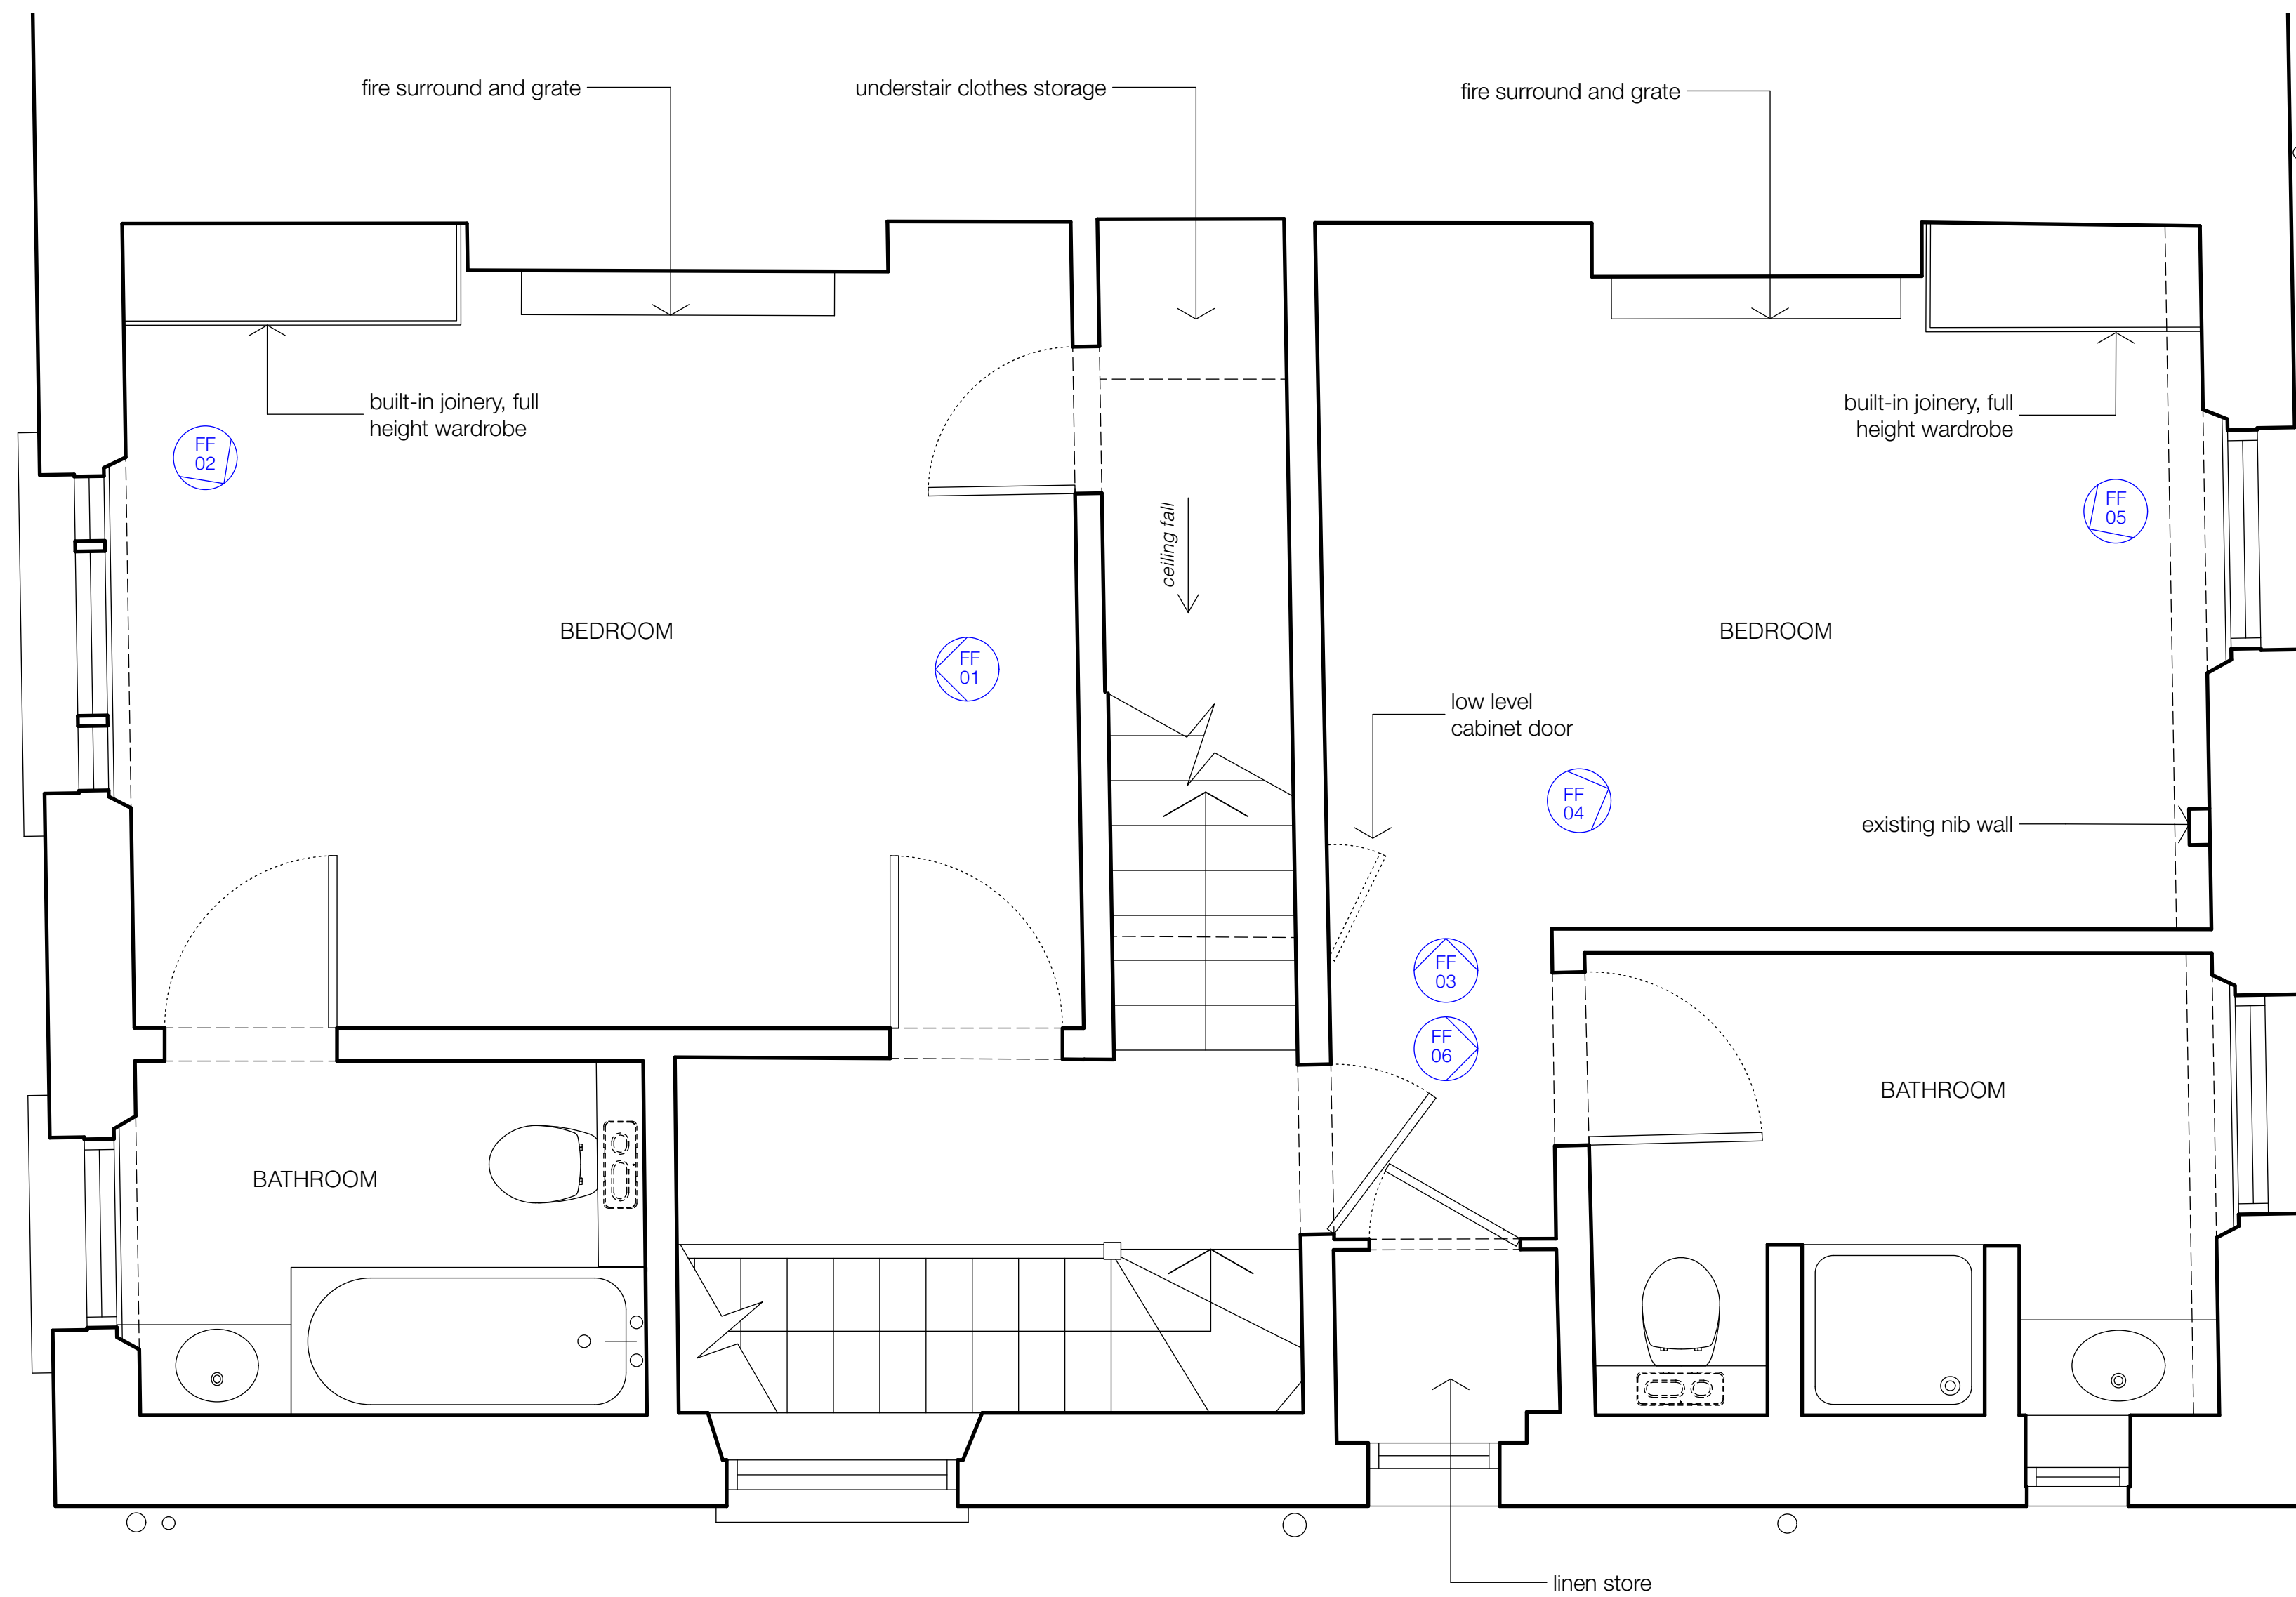 fire surround and grate
understair clothes storage
fire surround and grate
built-in joinery, full
height wardrobe
built-in joinery, full
height wardrobe
FF
02
FF
05
ceiling fall
BEDROOM
BEDROOM
FF
01
low level
cabinet door
FF
04
existing nib wall
FF
03
FF
06
BATHROOM
BATHROOM
linen store